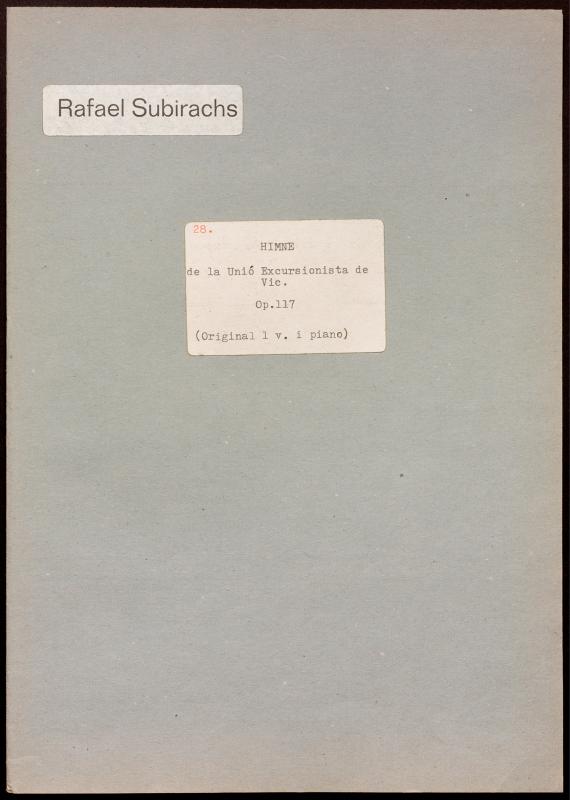 Rafael Subirachs
28.
HIMNE
de la Unió Excursionista de
Vic.
Op.117
(Original 1 v. i piano)